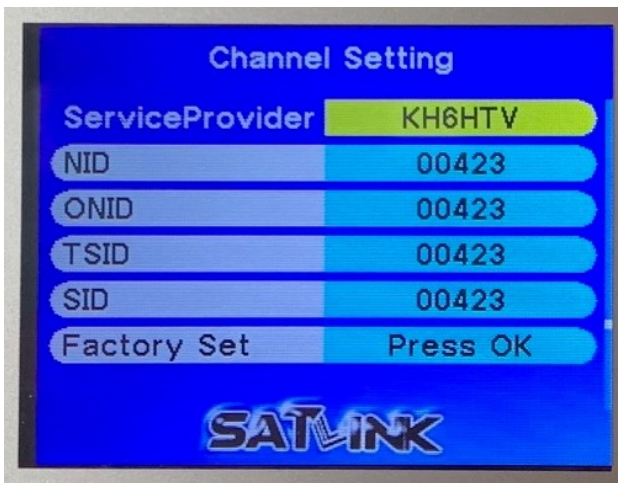 Channel Setting
ServiceProvider KH6HTV
NID 00423
ONID 00423
TSID 00423
SID 00423
Factory Set Press OK
SATLINK